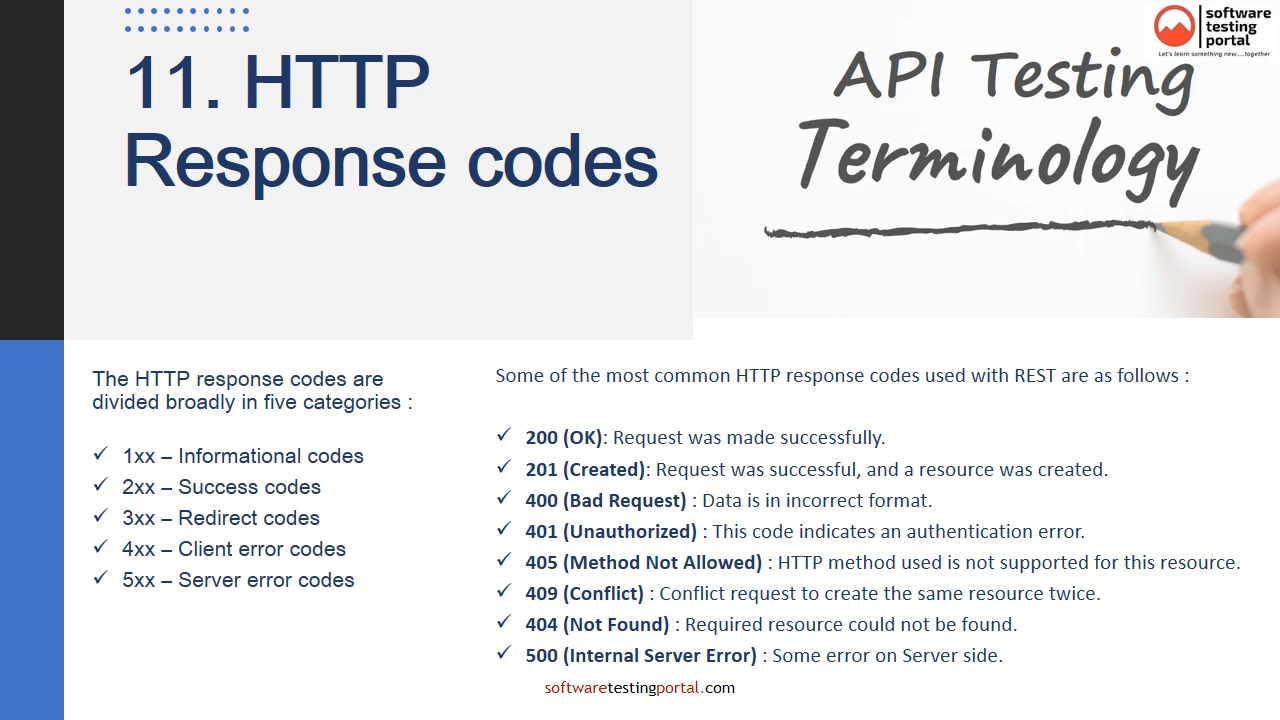 11. HTTP
Response codes
API Testing
Terminology
software
testing
portal
Let's learn something new....together
The HTTP response codes are
divided broadly in five categories :
✓ 1xx – Informational codes
✓ 2xx – Success codes
✓ 3xx – Redirect codes
✓ 4xx – Client error codes
✓ 5xx – Server error codes
Some of the most common HTTP response codes used with REST are as follows :
✓ 200 (OK): Request was made successfully.
✓ 201 (Created): Request was successful, and a resource was created.
✓ 400 (Bad Request) : Data is in incorrect format.
✓ 401 (Unauthorized) : This code indicates an authentication error.
✓ 405 (Method Not Allowed) : HTTP method used is not supported for this resource.
✓ 409 (Conflict) : Conflict request to create the same resource twice.
✓ 404 (Not Found) : Required resource could not be found.
✓ 500 (Internal Server Error) : Some error on Server side.
softwaretestingportal.com